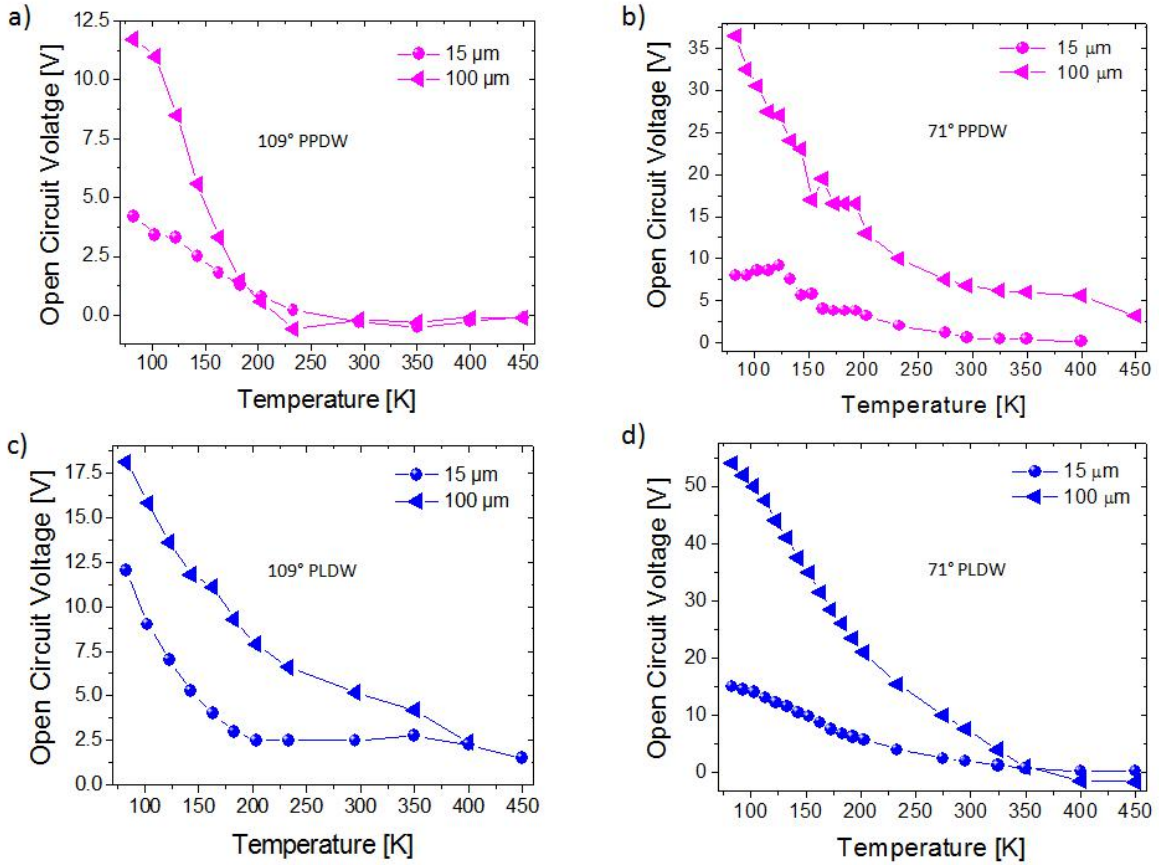 a)
Open Circuit Volatge [V]
12.5
10.0
7.5
5.0
2.5
0.0
15 µm
100 µm
109° PPDW
100 150 200 250 300 350 400 450
Temperature [K]
b)
Open Circuit Voltage [V]
35
30
25
20
15
10
5
0
15 µm
100 µm
71° PPDW
100 150 200 250 300 350 400 450
Temperature [K]
c)
Open Circuit Voltage [V]
17.5
15.0
12.5
10.0
7.5
5.0
2.5
0.0
15 µm
100 µm
109° PLDW
100 150 200 250 300 350 400 450
Temperature [K]
d)
Open Circuit Voltage [V]
50
40
30
20
10
0
15 µm
100 µm
71° PLDW
100 150 200 250 300 350 400 450
Temperature [K]